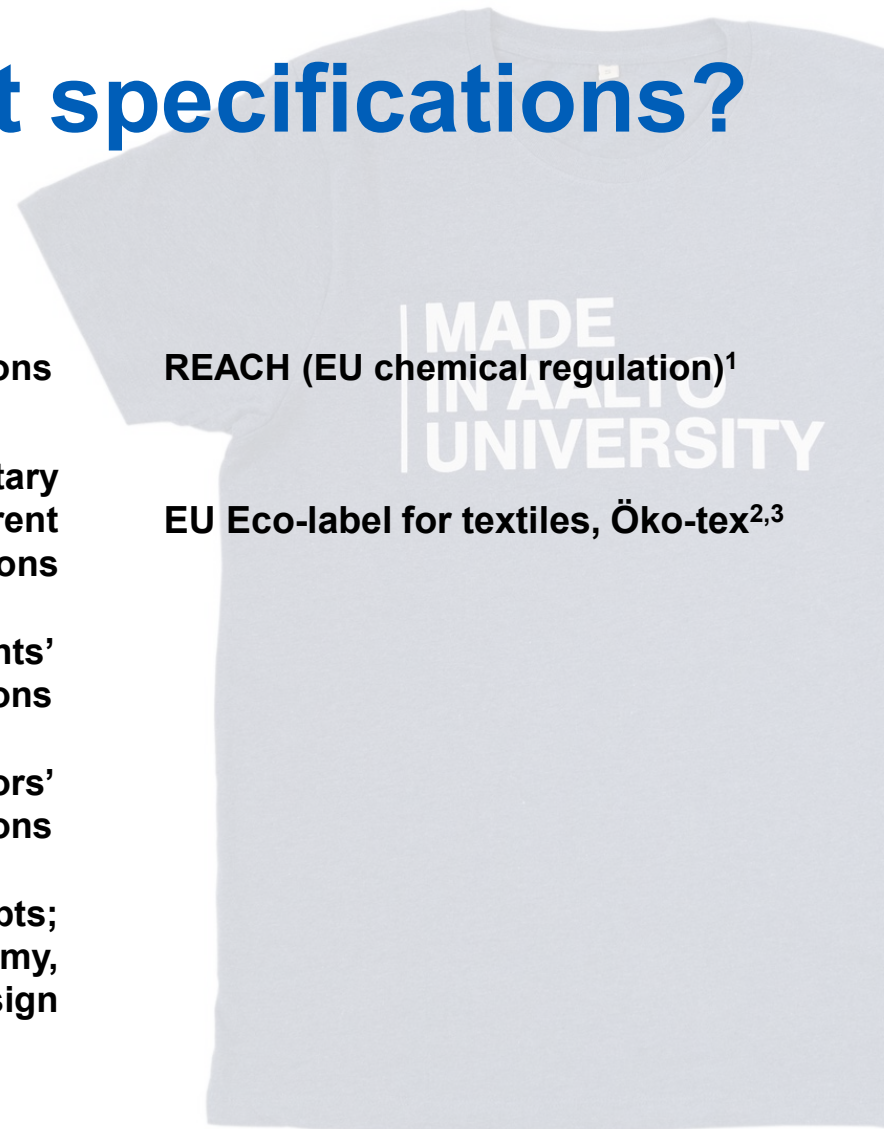 t specifications?
ons
REACH (EU chemical regulation)¹
MADE
IN AALTO
UNIVERSITY
tary
rent
ons
EU Eco-label for textiles, Öko-tex²,³
nts’
ons
ors’
ons
pts;
my,
sign